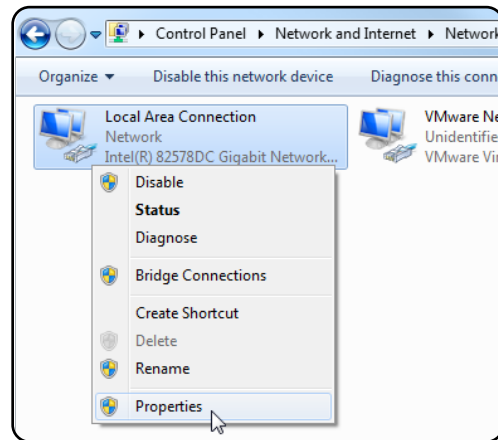 Control Panel Network and Internet Network
Organize Disable this network device Diagnose this conn
Local Area Connection
Network
Intel(R) 82578DC Gigabit Network...
VMware Ne
Unidentifie
VMware Vir
Disable
Status
Diagnose
Bridge Connections
Create Shortcut
Delete
Rename
Properties